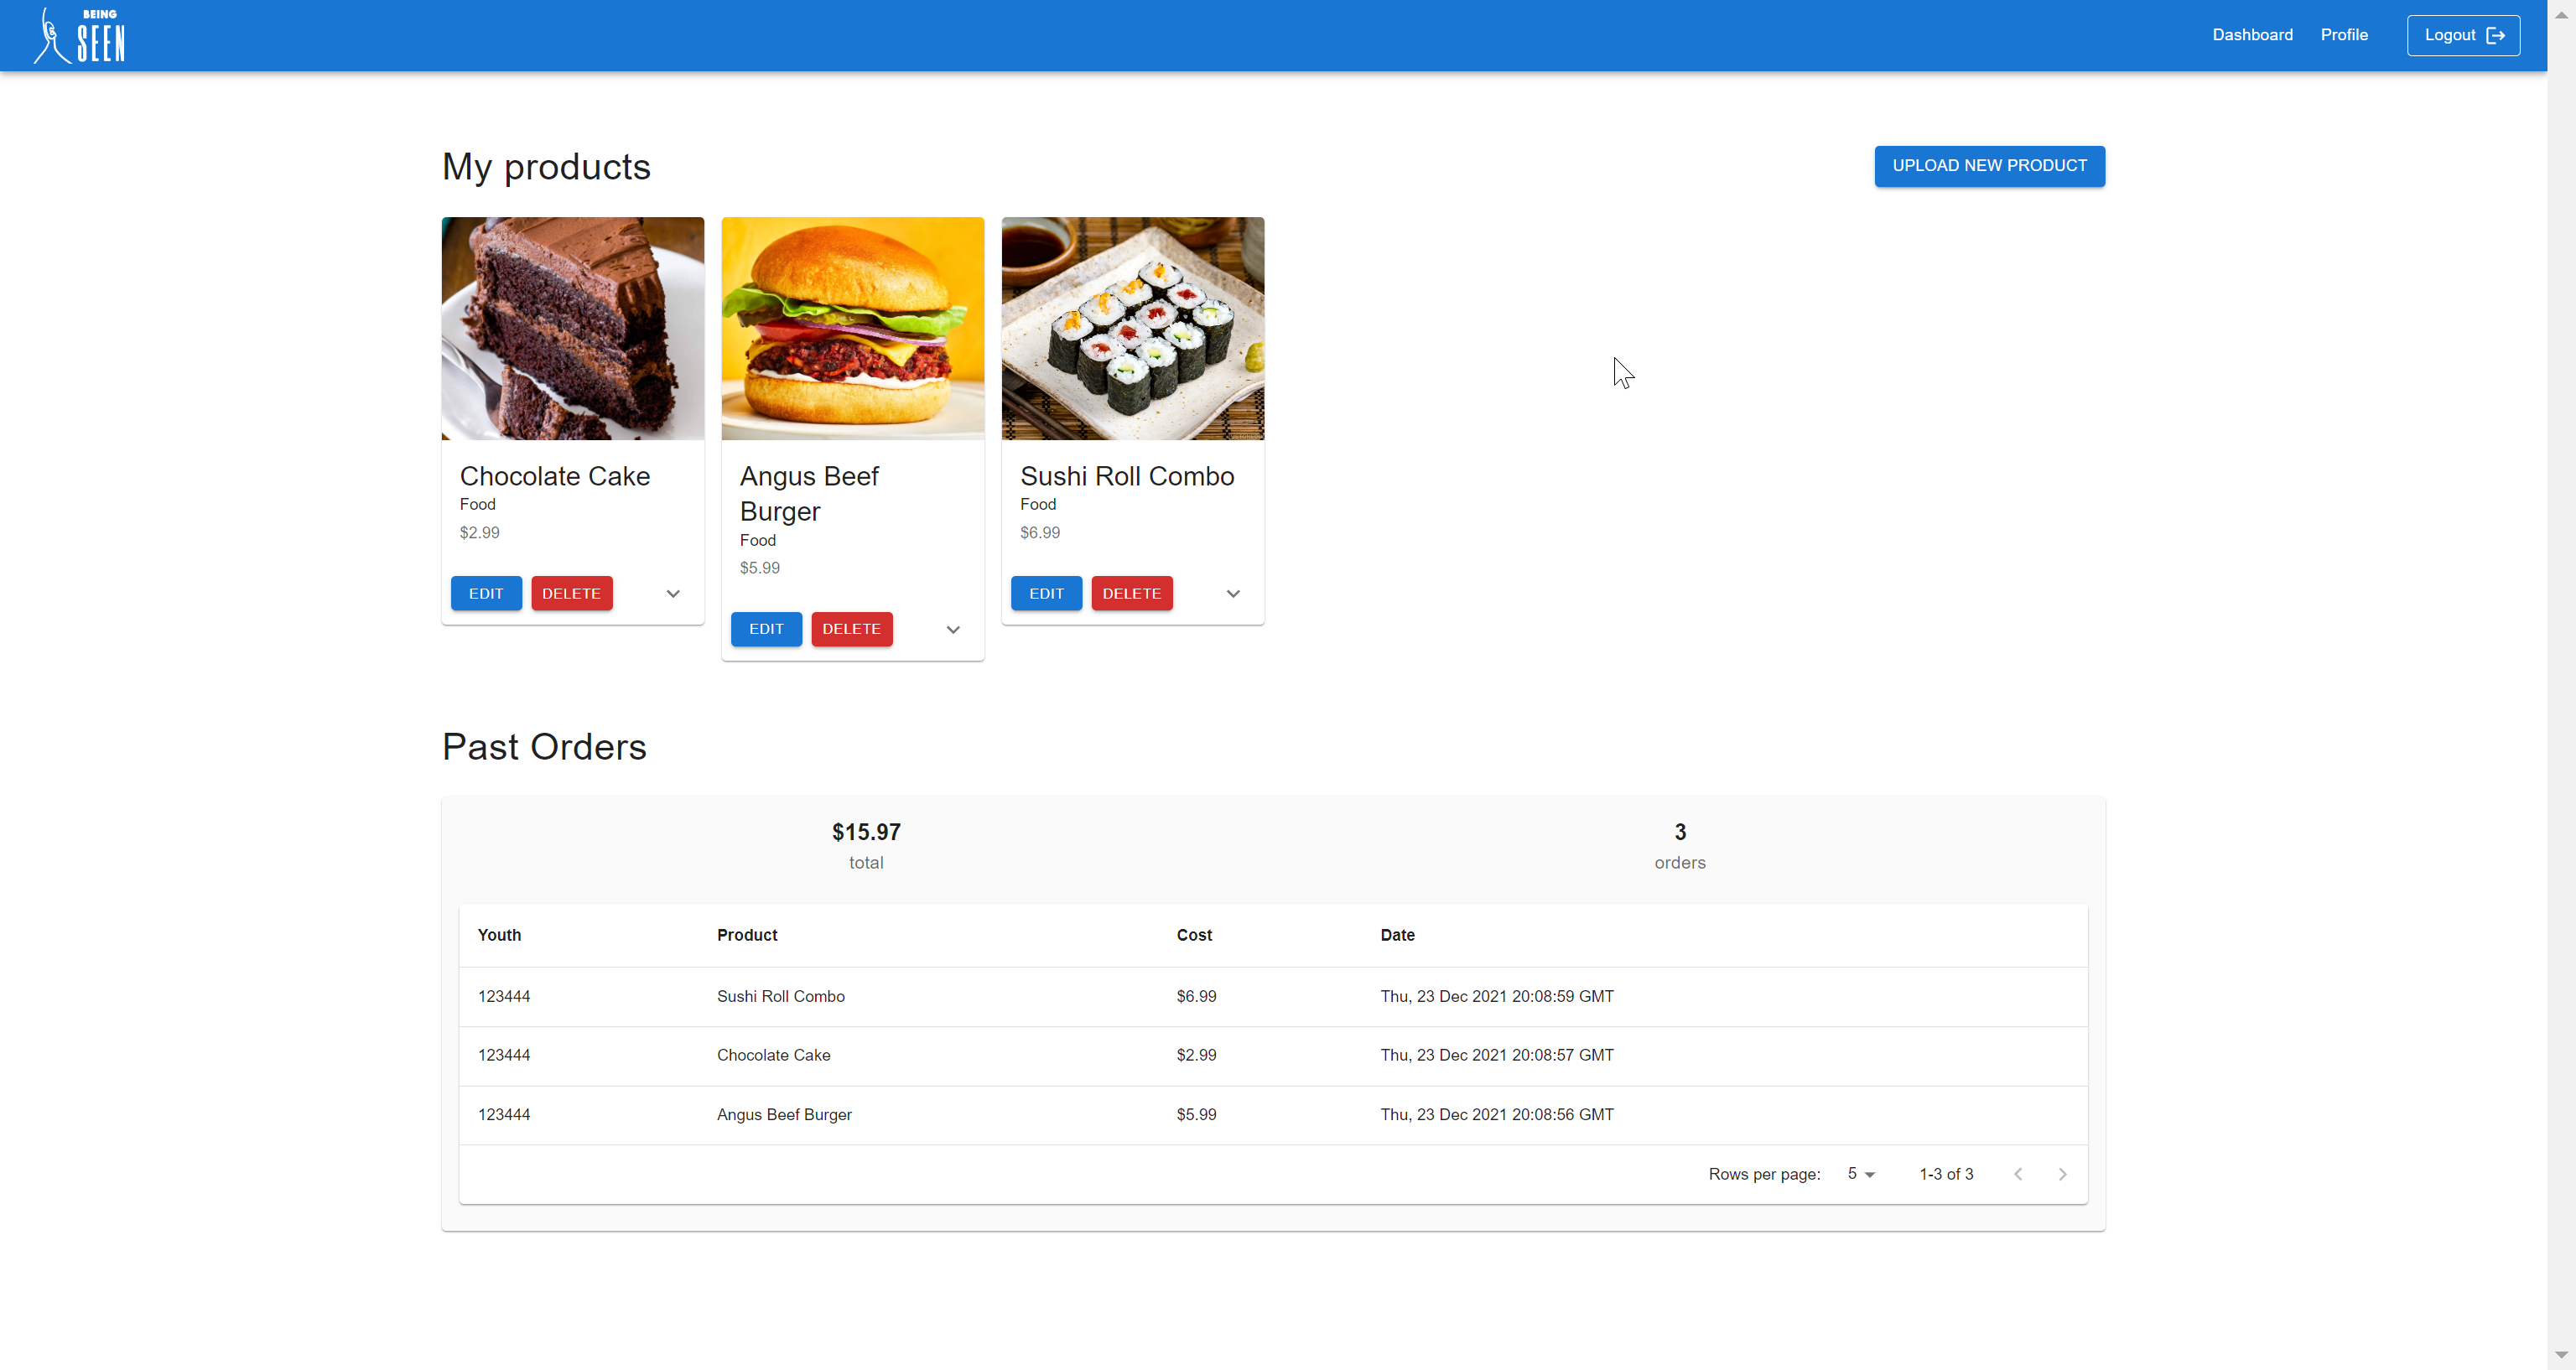 BEING
SEEN
Dashboard Profile Logout
My products
UPLOAD NEW PRODUCT
Chocolate Cake
Food
$2.99
EDIT DELETE
Angus Beef
Burger
Food
$5.99
EDIT DELETE
Sushi Roll Combo
Food
$6.99
EDIT DELETE
Past Orders
$15.97
total
3
orders
Youth Product Cost Date
123444 Sushi Roll Combo $6.99 Thu, 23 Dec 2021 20:08:59 GMT
123444 Chocolate Cake $2.99 Thu, 23 Dec 2021 20:08:57 GMT
123444 Angus Beef Burger $5.99 Thu, 23 Dec 2021 20:08:56 GMT
Rows per page: 5 1-3 of 3